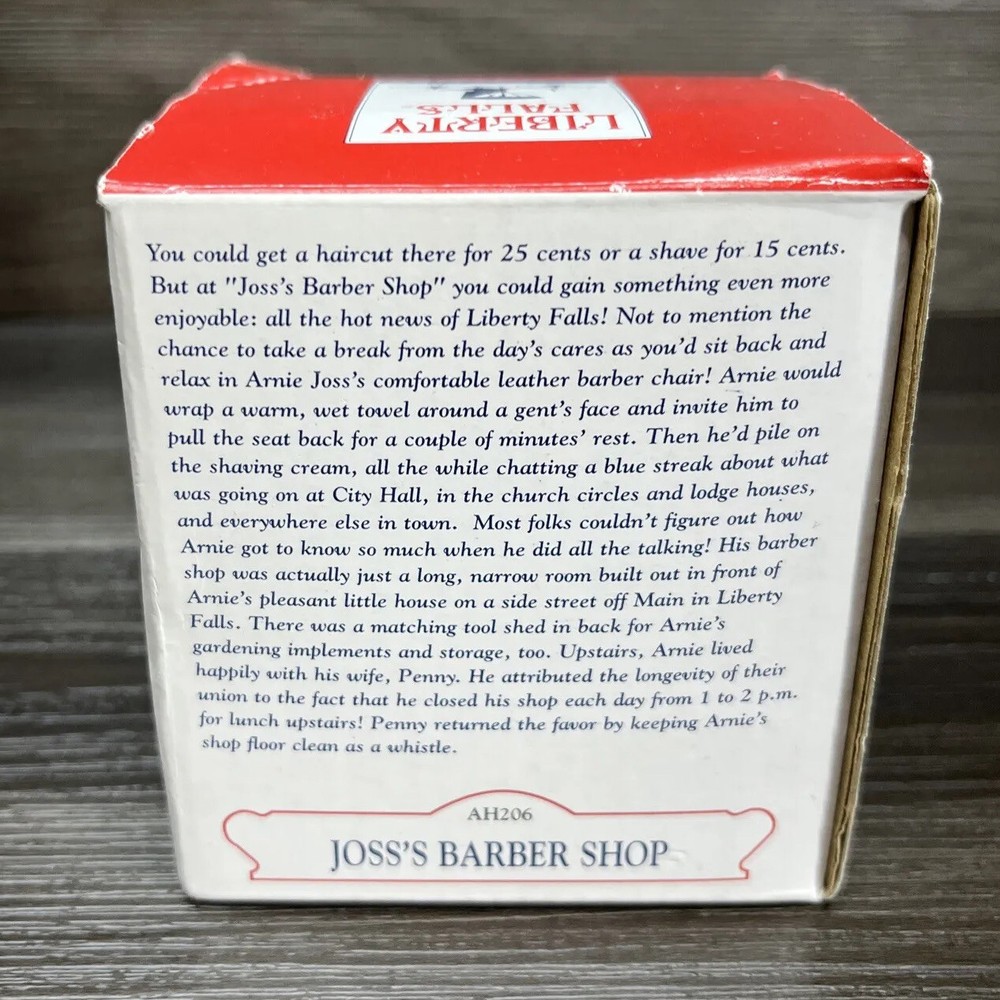 LIBERTY
FALLS™
You could get a haircut there for 25 cents or a shave for 15 cents.
But at "Joss's Barber Shop" you could gain something even more
enjoyable: all the hot news of Liberty Falls! Not to mention the
chance to take a break from the day's cares as you'd sit back and
relax in Arnie Joss's comfortable leather barber chair! Arnie would
wrap a warm, wet towel around a gent's face and invite him to
pull the seat back for a couple of minutes' rest. Then he'd pile on
the shaving cream, all the while chatting a blue streak about what
was going on at City Hall, in the church circles and lodge houses,
and everywhere else in town. Most folks couldn't figure out how
Arnie got to know so much when he did all the talking! His barber
shop was actually just a long, narrow room built out in front of
Arnie's pleasant little house on a side street off Main in Liberty
Falls. There was a matching tool shed in back for Arnie's
gardening implements and storage, too. Upstairs, Arnie lived
happily with his wife, Penny. He attributed the longevity of their
union to the fact that he closed his shop each day from 1 to 2 p.m.
for lunch upstairs! Penny returned the favor by keeping Arnie's
shop floor clean as a whistle.
AH206
JOSS'S BARBER SHOP